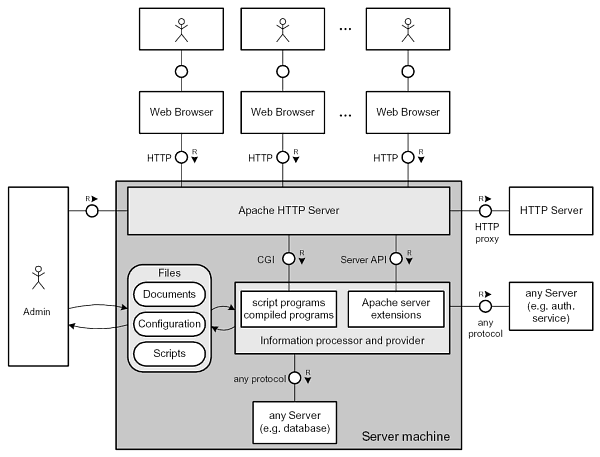 ...
Web Browser
Web Browser
...
Web Browser
HTTP
R
HTTP
R
HTTP
R
R
Apache HTTP Server
R
HTTP Server
HTTP
proxy
CGI
R
Server API
R
Files
Documents
Configuration
Scripts
Admin
script programs
compiled programs
Apache server
extensions
Information processor and provider
R
any
protocol
any Server
(e.g. auth.
service)
any protocol
R
any Server
(e.g. database)
Server machine